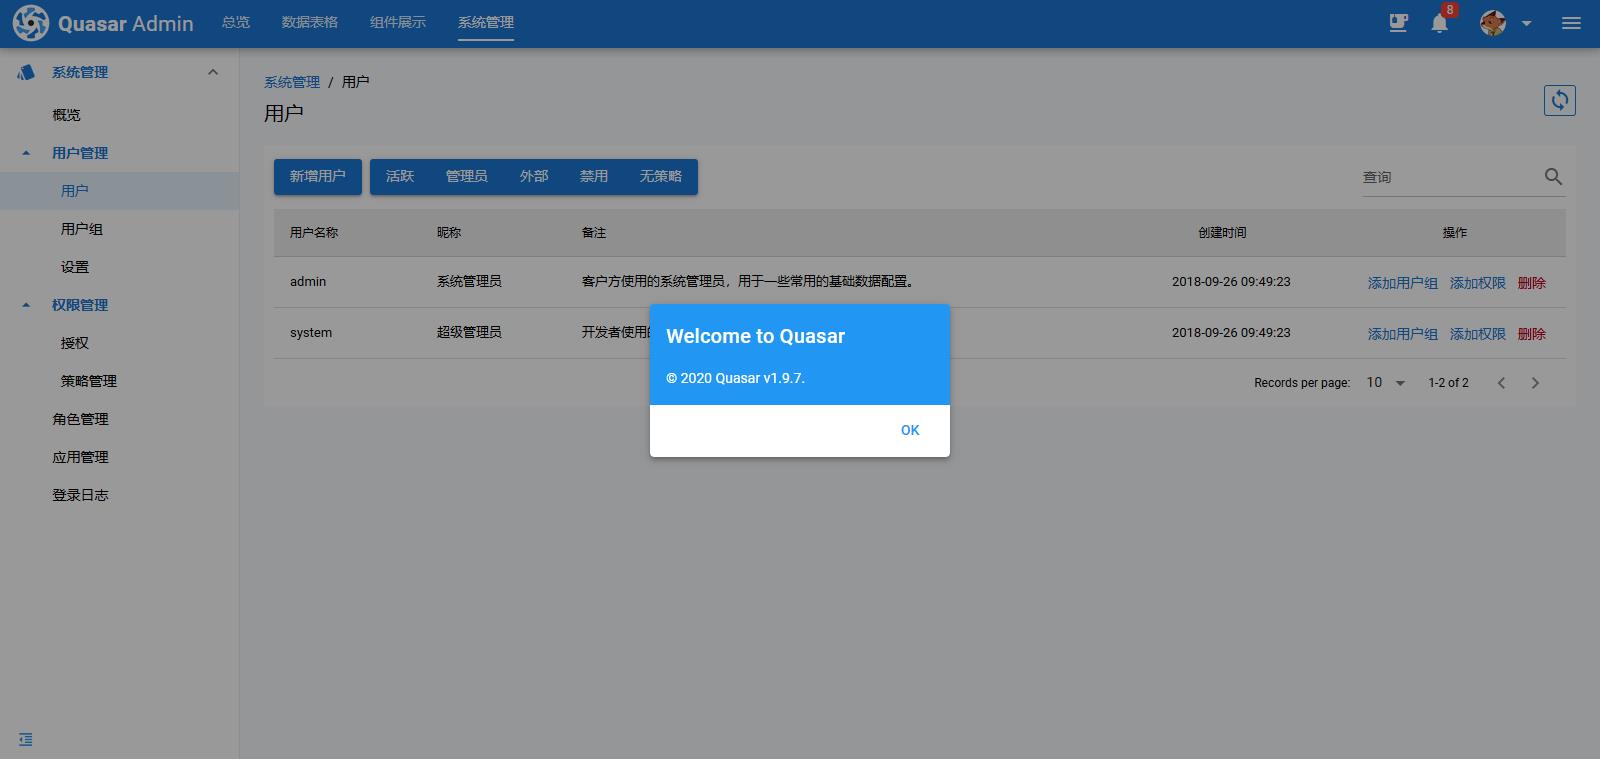 Quasar Admin 总览 数据表格 组件展示 系统管理 8
系统管理
概览
用户管理
用户
用户组
设置
权限管理
授权
策略管理
角色管理
应用管理
登录日志
系统管理 / 用户
用户
新增用户 活跃 管理员 外部 禁用 无策略 查询
用户名称 昵称 备注 创建时间 操作
admin 系统管理员 客户方使用的系统管理员，用于一些常用的基础数据配置。 2018-09-26 09:49:23 添加用户组 添加权限 删除
system 超级管理员 开发者使用 2018-09-26 09:49:23 添加用户组 添加权限 删除
Records per page: 10 1-2 of 2
Welcome to Quasar
© 2020 Quasar v1.9.7.
OK